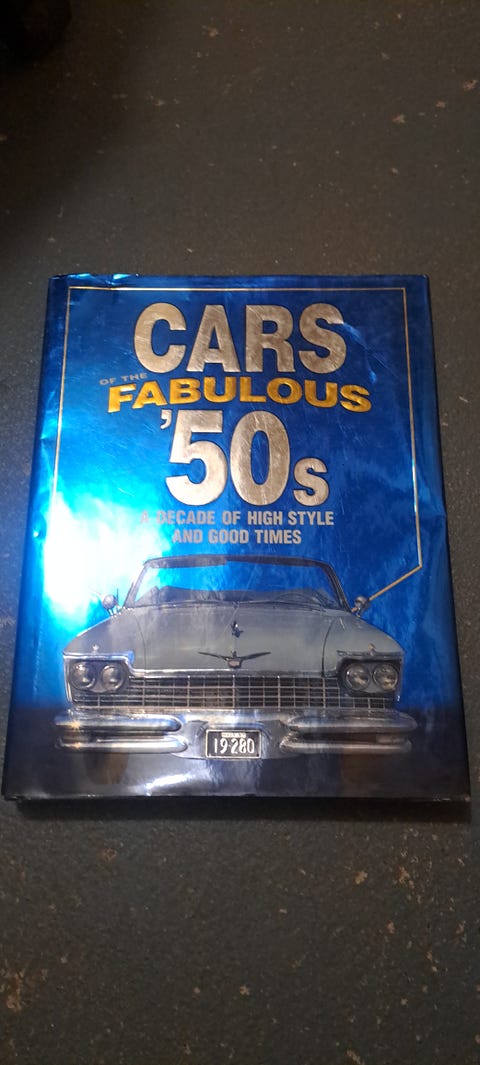 CARS
OF THE
FABULOUS
'50s
A DECADE OF HIGH STYLE
AND GOOD TIMES
19·280